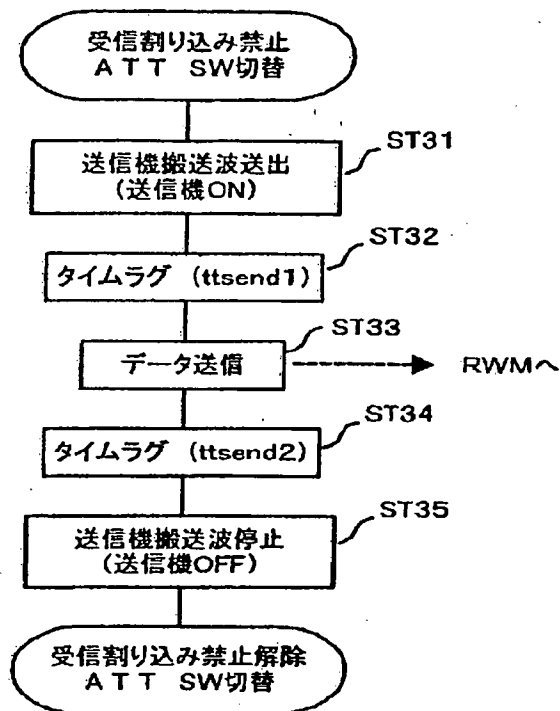 受信割り込み禁止
ATT SW切替
送信機搬送波送出
(送信機ON)
ST31
タイムラグ (ttsend1)
ST32
データ送信
ST33
RWMへ
タイムラグ (ttsend2)
ST34
送信機搬送波停止
(送信機OFF)
ST35
受信割り込み禁止解除
ATT SW切替